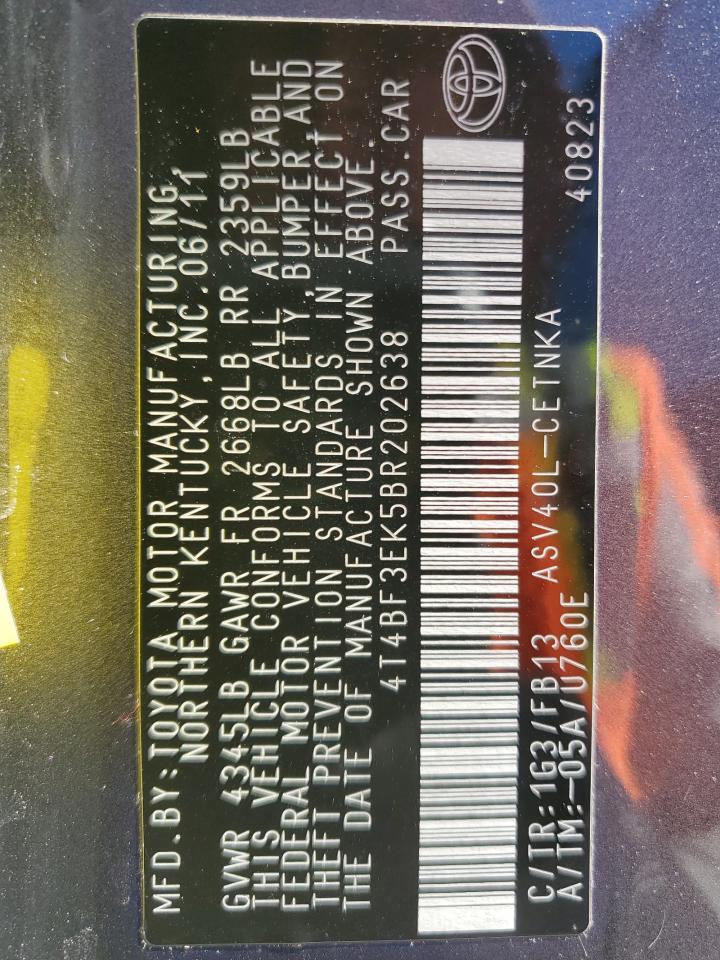 MFD.BY:TOYOTA MOTOR MANUFACTURING,
NORTHERN KENTUCKY, INC.06/11
GVWR 4345LB GAWR FR 2668LB RR 2359LB
THIS VEHICLE CONFORMS TO ALL APPLICABLE
FEDERAL MOTOR VEHICLE SAFETY, BUMPER, AND
THEFT PREVENTION STANDARDS IN EFFECT ON
THE DATE OF MANUFACTURE SHOWN ABOVE.
4T4BF3EK5BR202638 PASS.CAR
C/TR:1G3/FB13 ASV40L-CETNKA 40823
A/TM:-05A/U760E